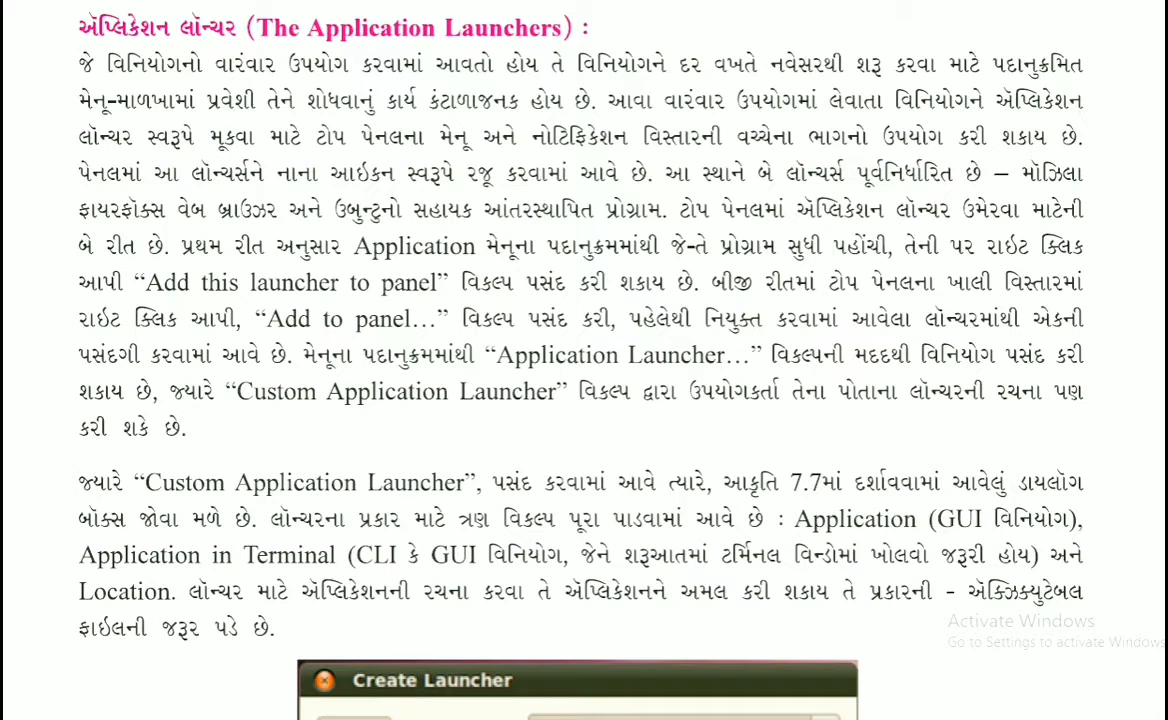 ઍપ્લિકેશન લૉન્ચર (The Application Launchers) :
જે વિનિયોગનો વારંવાર ઉપયોગ કરવામાં આવતો હોય તે વિનિયોગને દર વખતે નવેસરથી શરૂ કરવા માટે પદાનુક્રમિત
મેનૂ-માળખામાં પ્રવેશી તેને શોધવાનું કાર્ય કંટાળાજનક હોય છે. આવા વારંવાર ઉપયોગમાં લેવાતા વિનિયોગને ઍપ્લિકેશન
લૉન્ચર સ્વરૂપે મૂકવા માટે ટોપ પેનલના મેનૂ અને નોટિફિકેશન વિસ્તારની વચ્ચેના ભાગનો ઉપયોગ કરી શકાય છે.
પેનલમાં આ લૉન્ચર્સને નાના આઇકન સ્વરૂપે રજૂ કરવામાં આવે છે. આ સ્થાને બે લૉન્ચર્સ પૂર્વનિર્ધારિત છે – મૉઝિલા
ફાયરફૉક્સ વેબ બ્રાઉઝર અને ઉબુન્ટુનો સહાયક આંતરસ્થાપિત પ્રોગ્રામ. ટોપ પેનલમાં ઍપ્લિકેશન લૉન્ચર ઉમેરવા માટેની
બે રીત છે. પ્રથમ રીત અનુસાર Application મેનૂના પદાનુક્રમમાંથી જે-તે પ્રોગ્રામ સુધી પહોંચી, તેની પર રાઇટ ક્લિક
આપી “Add this launcher to panel” વિકલ્પ પસંદ કરી શકાય છે. બીજી રીતમાં ટોપ પેનલના ખાલી વિસ્તારમાં
રાઇટ ક્લિક આપી, “Add to panel...” વિકલ્પ પસંદ કરી, પહેલેથી નિયુક્ત કરવામાં આવેલા લૉન્ચરમાંથી એકની
પસંદગી કરવામાં આવે છે. મેનૂના પદાનુક્રમમાંથી “Application Launcher...” વિકલ્પની મદદથી વિનિયોગ પસંદ કરી
શકાય છે, જ્યારે “Custom Application Launcher” વિકલ્પ દ્વારા ઉપયોગકર્તા તેના પોતાના લૉન્ચરની રચના પણ
કરી શકે છે.
જ્યારે “Custom Application Launcher”, પસંદ કરવામાં આવે ત્યારે, આકૃતિ 7.7માં દર્શાવવામાં આવેલું ડાયલૉગ
બૉક્સ જોવા મળે છે. લૉન્ચરના પ્રકાર માટે ત્રણ વિકલ્પ પૂરા પાડવામાં આવે છે : Application (GUI વિનિયોગ),
Application in Terminal (CLI કે GUI વિનિયોગ, જેને શરૂઆતમાં ટર્મિનલ વિન્ડોમાં ખોલવો જરૂરી હોય) અને
Location. લૉન્ચર માટે ઍપ્લિકેશનની રચના કરવા તે ઍપ્લિકેશનને અમલ કરી શકાય તે પ્રકારની - ઍક્ઝિક્યુટેબલ
ફાઇલની જરૂર પડે છે.
Activate Windows
Go to Settings to activate Windows
Create Launcher